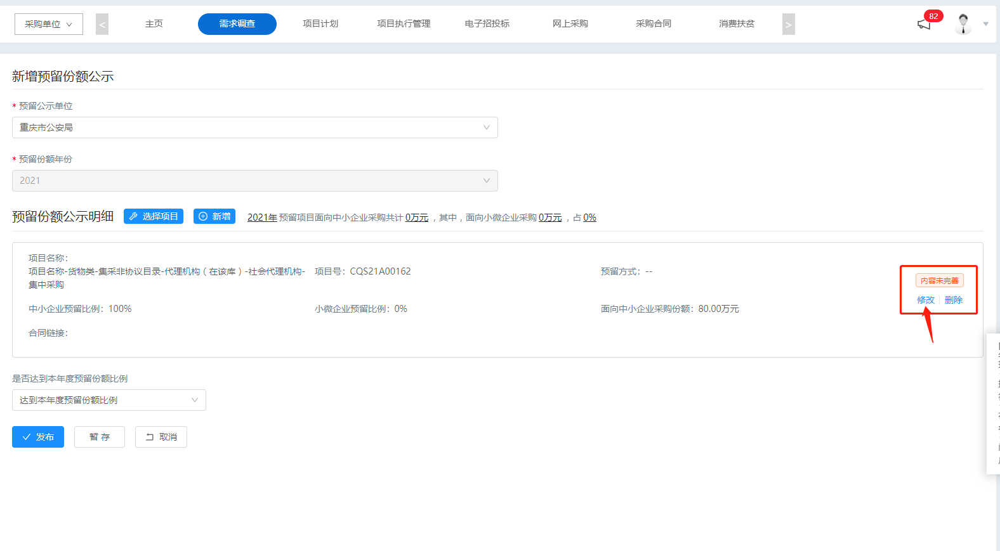 采购单位
<
主页
需求调查
项目计划
项目执行管理
电子招投标
网上采购
采购合同
消费扶贫
>
82
新增预留份额公示
* 预留公示单位
重庆市公安局
* 预留份额年份
2021
预留份额公示明细
选择项目
新增
2021年 预留项目面向中小企业采购共计 0万元 ，其中，面向小微企业采购 0万元 ，占 0%
项目名称：
项目名称-货物类-集采非协议目录-代理机构（在该库）-社会代理机构-
集中采购
项目号：CQS21A00162
预留方式：--
内容未完善
修改
删除
中小企业预留比例：100%
小微企业预留比例：0%
面向中小企业采购份额：80.00万元
合同链接：
是否达到本年度预留份额比例
达到本年度预留份额比例
发布
暂存
取消